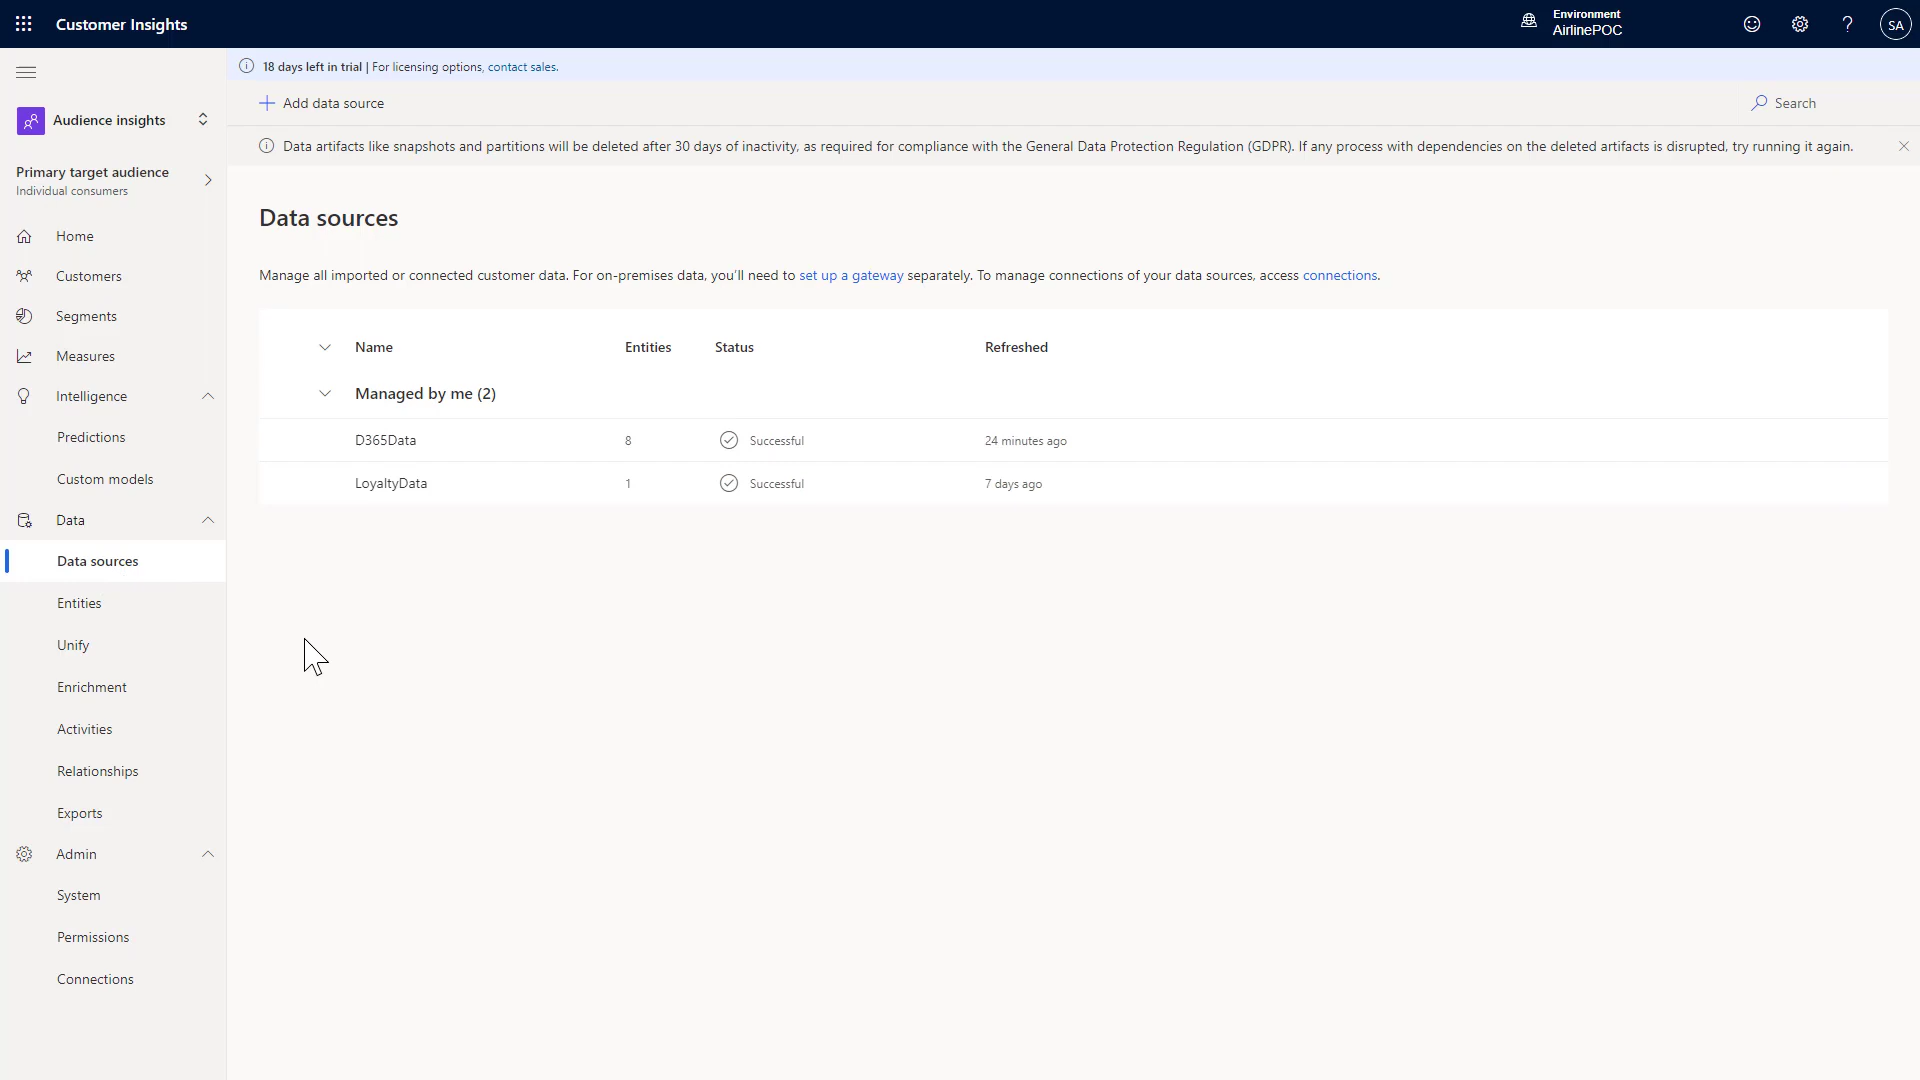 Customer Insights
Environment
AirlinePOC
?
SA
18 days left in trial | For licensing options, contact sales.
Audience insights
Add data source
Search
Data artifacts like snapshots and partitions will be deleted after 30 days of inactivity, as required for compliance with the General Data Protection Regulation (GDPR). If any process with dependencies on the deleted artifacts is disrupted, try running it again.
Primary target audience
Individual consumers
Home
Customers
Segments
Measures
Intelligence
Predictions
Custom models
Data
Data sources
Entities
Unify
Enrichment
Activities
Relationships
Exports
Admin
System
Permissions
Connections
Data sources
Manage all imported or connected customer data. For on-premises data, you'll need to set up a gateway separately. To manage connections of your data sources, access connections.
Name Entities Status Refreshed
Managed by me (2)
D365Data 8 Successful 24 minutes ago
LoyaltyData 1 Successful 7 days ago